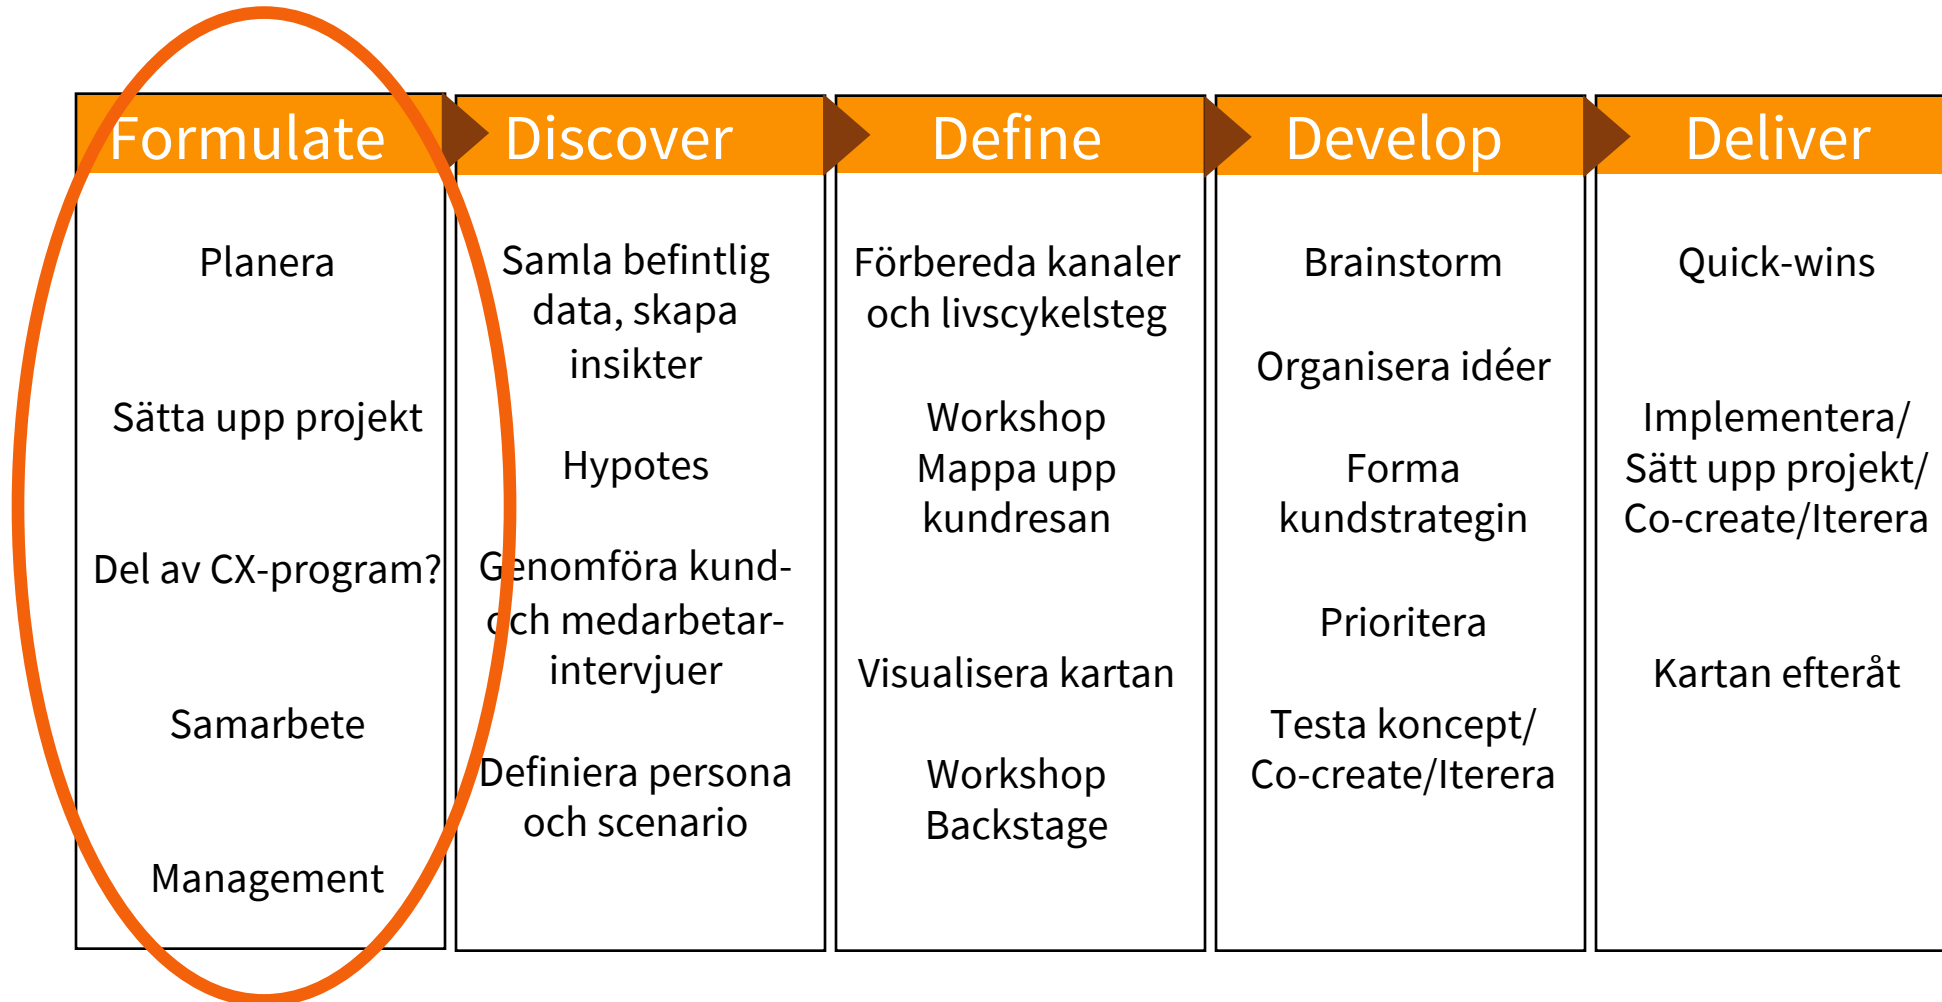 Formulate
Planera
Sätta upp projekt
Del av CX-program?
Samarbete
Management
Discover
Samla befintlig
data, skapa
insikter
Hypotes
Genomföra kund-
och medarbetar-
intervjuer
Definiera persona
och scenario
Define
Förbereda kanaler
och livscykelsteg
Workshop
Mappa upp
kundresan
Visualisera kartan
Workshop
Backstage
Develop
Brainstorm
Organisera idéer
Forma
kundstrategin
Prioritera
Testa koncept/
Co-create/Iterera
Deliver
Quick-wins
Implementera/
Sätt upp projekt/
Co-create/Iterera
Kartan efteråt